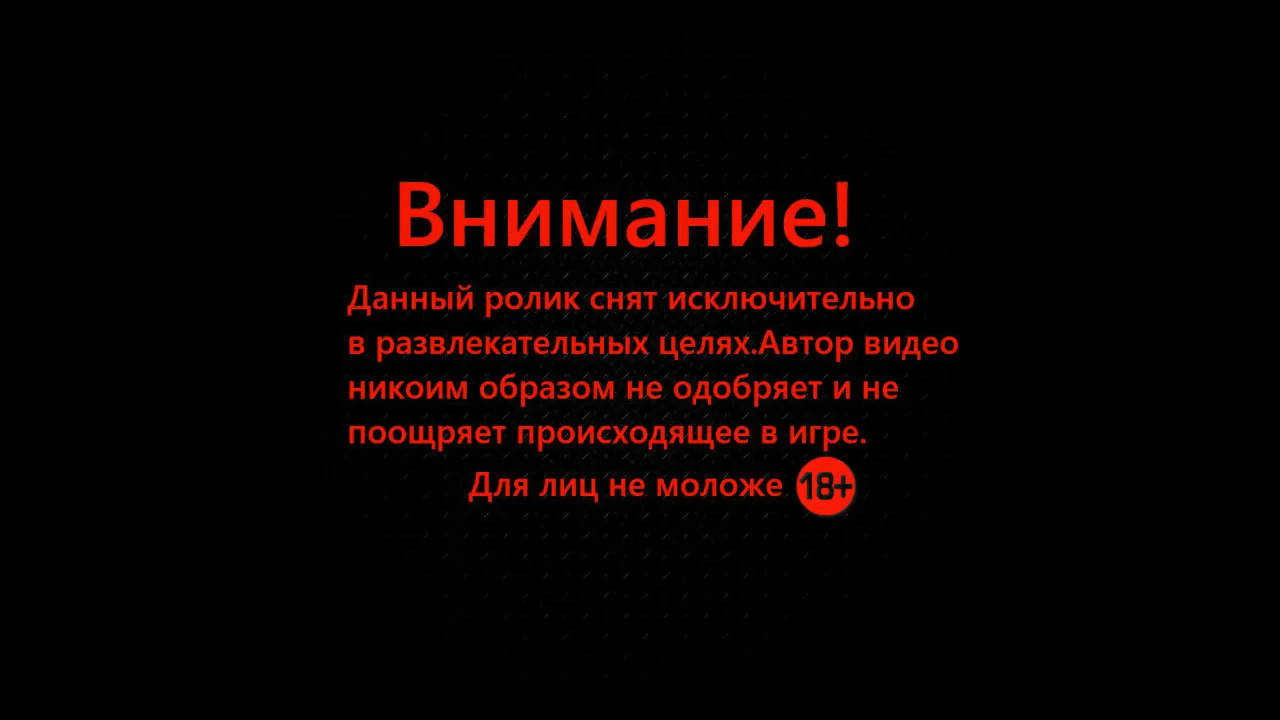 Внимание!
Данный ролик снят исключительно
в развлекательных целях.Автор видео
никоим образом не одобряет и не
поощряет происходящее в игре.
Для лиц не моложе 18+